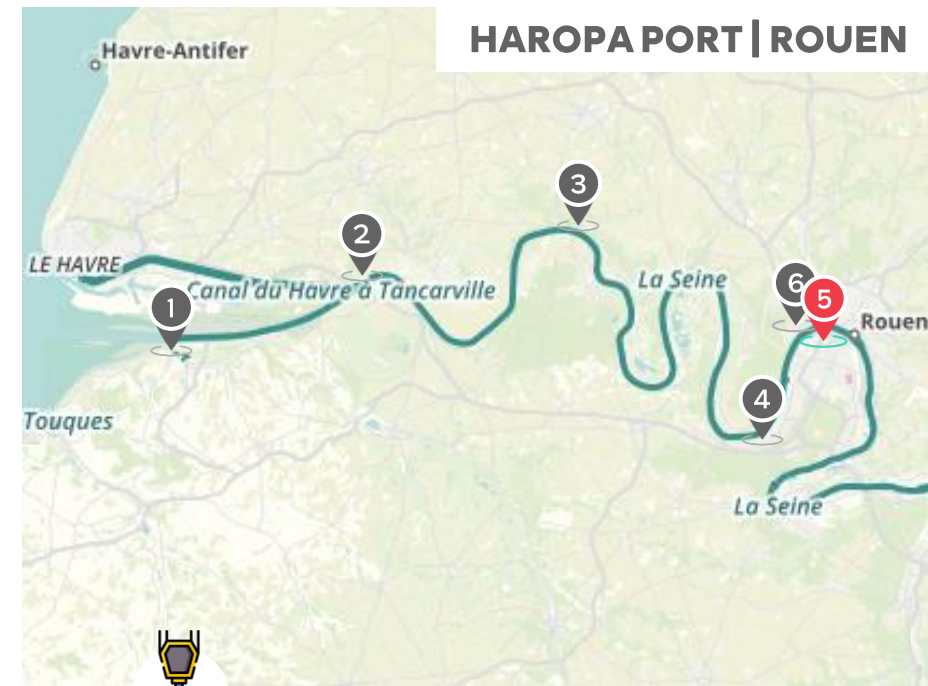 HAROPA PORT | ROUEN
Havre-Antifer
3
2
LE HAVRE
La Seine
6
5
Canal du Havre à Tancarville
1
Rouen
4
Touques
La Seine